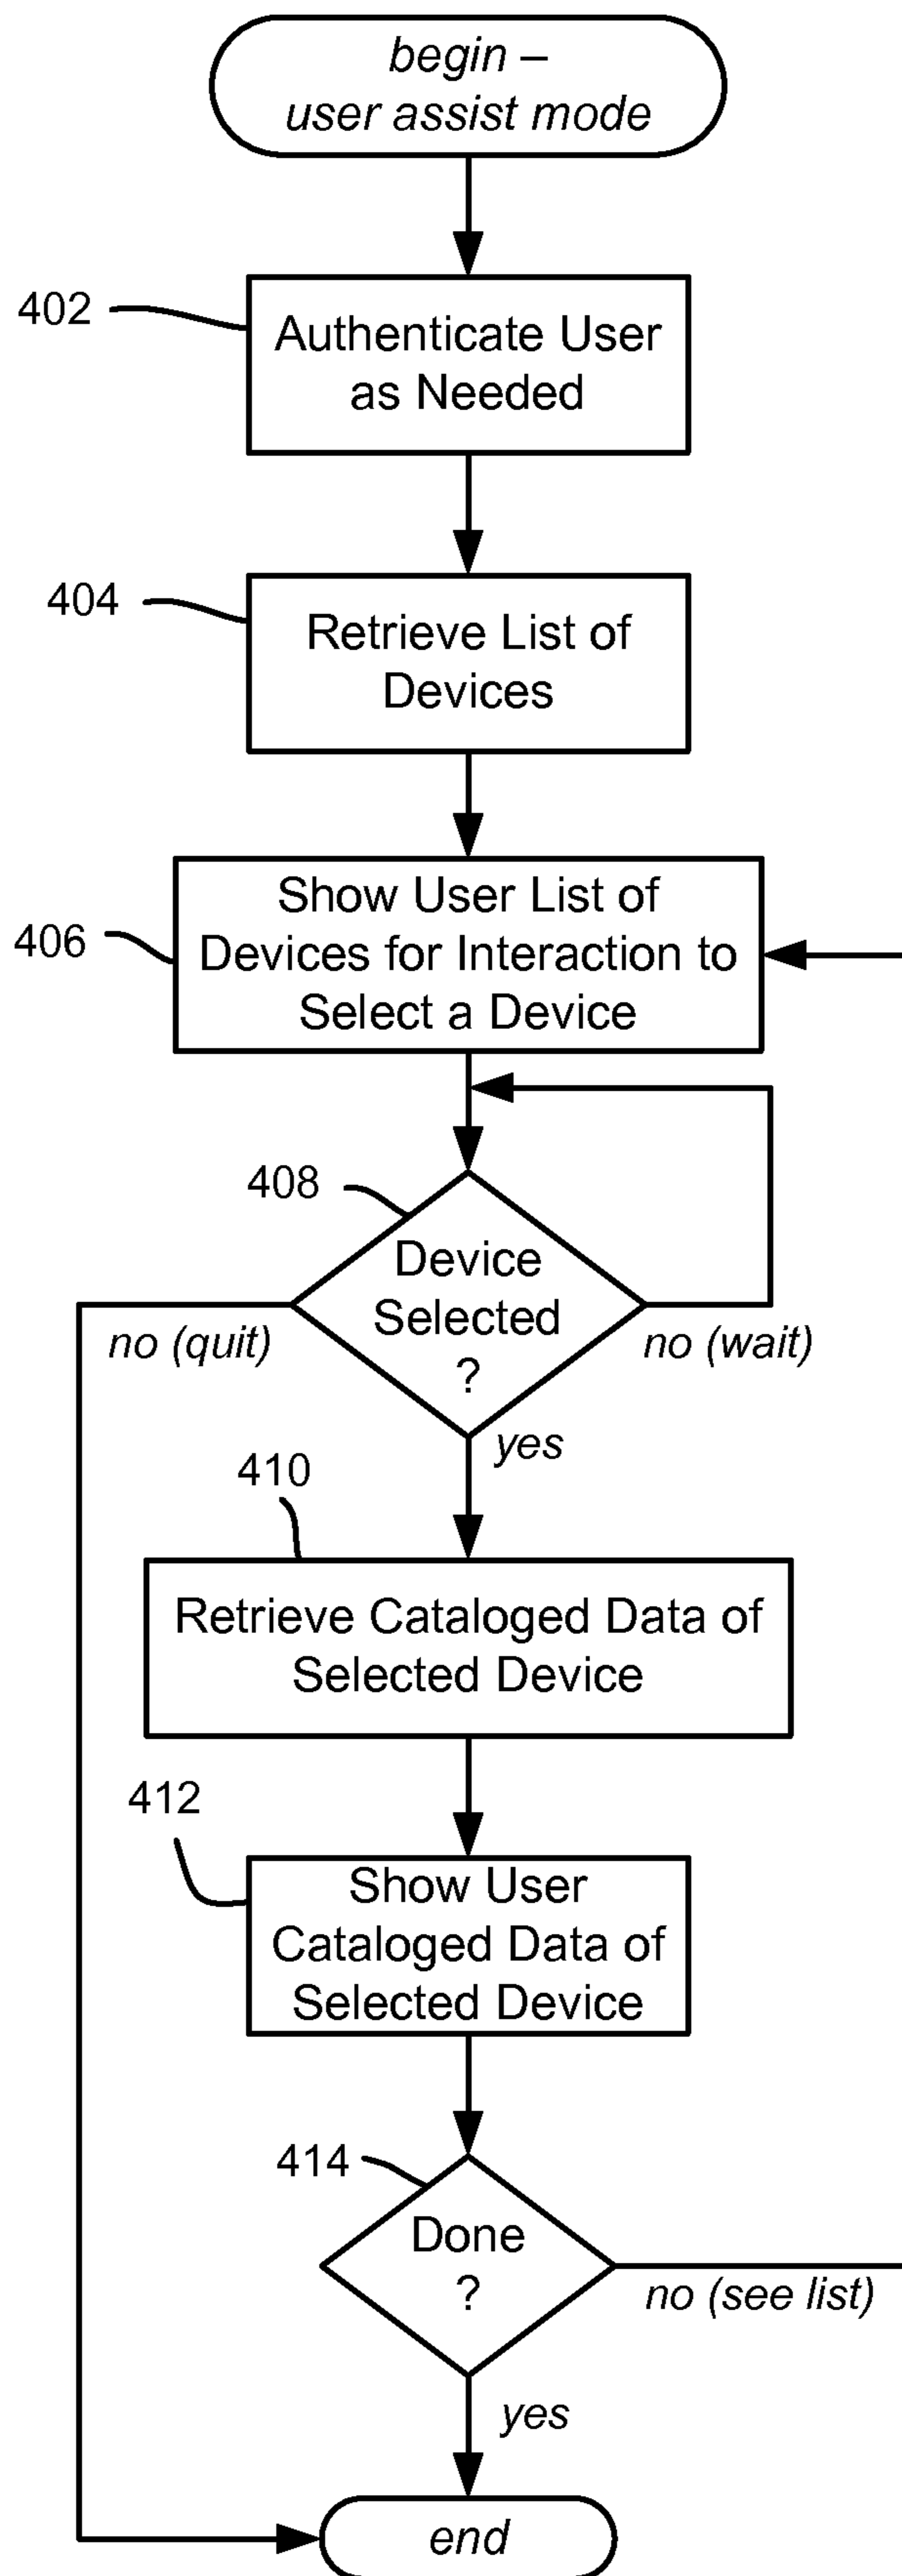 begin –
user assist mode
402
Authenticate User
as Needed
404
Retrieve List of
Devices
406
Show User List of
Devices for Interaction to
Select a Device
408
Device
Selected
?
no (quit)
no (wait)
yes
410
Retrieve Cataloged Data of
Selected Device
412
Show User
Cataloged Data of
Selected Device
414
Done
?
no (see list)
yes
end